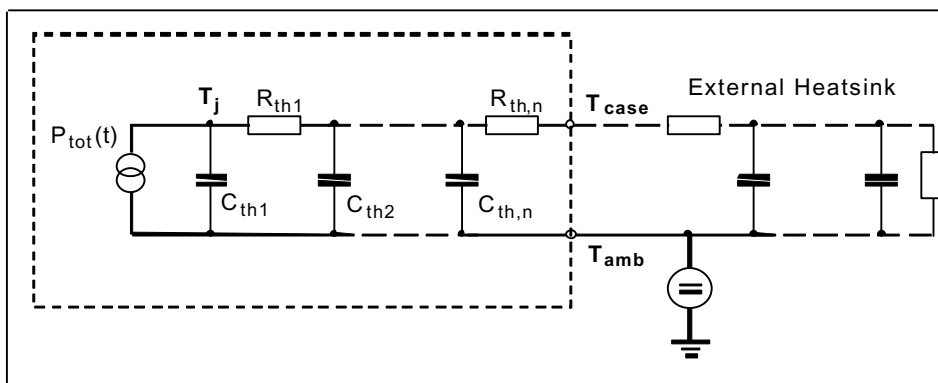 External Heatsink
T_j
R_th1
R_th,n
T_case
P_tot(t)
C_th1
C_th2
C_th,n
T_amb